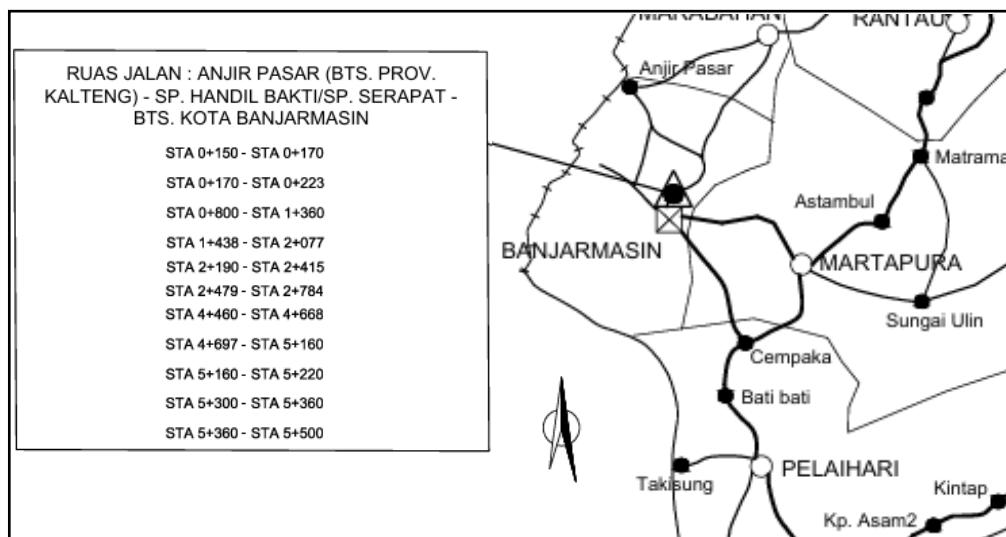 RUAS JALAN : ANJIR PASAR (BTS. PROV.
KALTENG) - SP. HANDIL BAKTI/SP. SERAPAT -
BTS. KOTA BANJARMASIN
STA 0+150 - STA 0+170
STA 0+170 - STA 0+223
STA 0+800 - STA 1+360
STA 1+438 - STA 2+077
STA 2+190 - STA 2+415
STA 2+479 - STA 2+784
STA 4+460 - STA 4+668
STA 4+697 - STA 5+160
STA 5+160 - STA 5+220
STA 5+300 - STA 5+360
STA 5+360 - STA 5+500
MARABAHAN
RANTAU
Anjir Pasar
Matrama
Astambul
BANJARMASIN
MARTAPURA
Sungai Ulin
Cempaka
Bati bati
PELAIHARI
Takisung
Kintap
Kp. Asam2